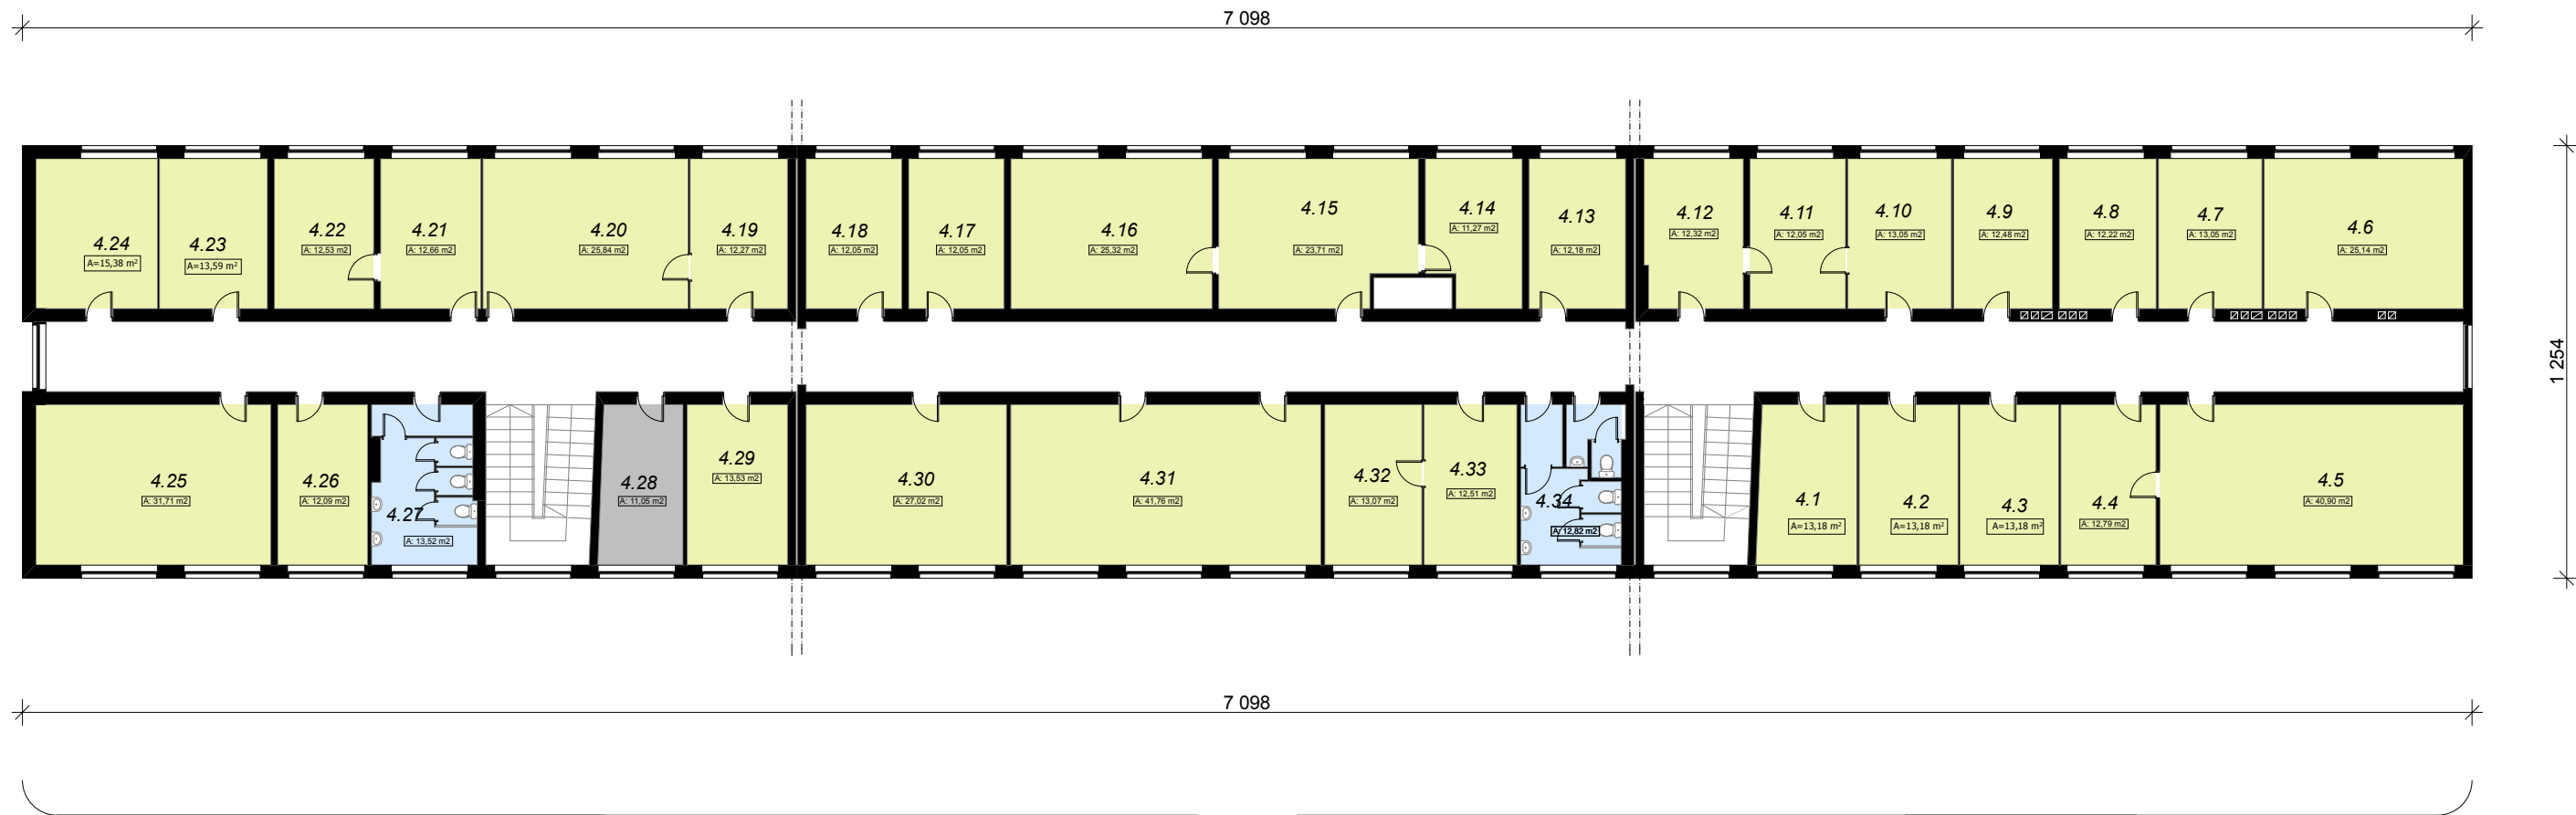 7 098
4.24
A=15,38 m²
4.23
A=13,59 m²
4.22
A: 12,53 m2
4.21
A: 12,66 m2
4.20
A: 25,84 m2
4.19
A: 12,27 m2
4.18
A: 12,05 m2
4.17
A: 12,05 m2
4.16
A: 25,32 m2
4.15
A: 23,71 m2
4.14
A: 11,27 m2
4.13
A: 12,18 m2
4.12
A: 12,32 m2
4.11
A: 12,05 m2
4.10
A: 13,05 m2
4.9
A: 12,48 m2
4.8
A: 12,22 m2
4.7
A: 13,05 m2
4.6
A: 25,14 m2
1 254
4.25
A: 31,71 m2
4.26
A: 12,09 m2
4.27
A: 13,52 m2
4.28
A: 11,05 m2
4.29
A: 13,53 m2
4.30
A: 27,02 m2
4.31
A: 41,76 m2
4.32
A: 13,07 m2
4.33
A: 12,51 m2
4.34
A: 12,82 m2
4.1
A=13,18 m²
4.2
A=13,18 m²
4.3
A=13,18 m²
4.4
A: 12,79 m2
4.5
A: 40,90 m2
7 098